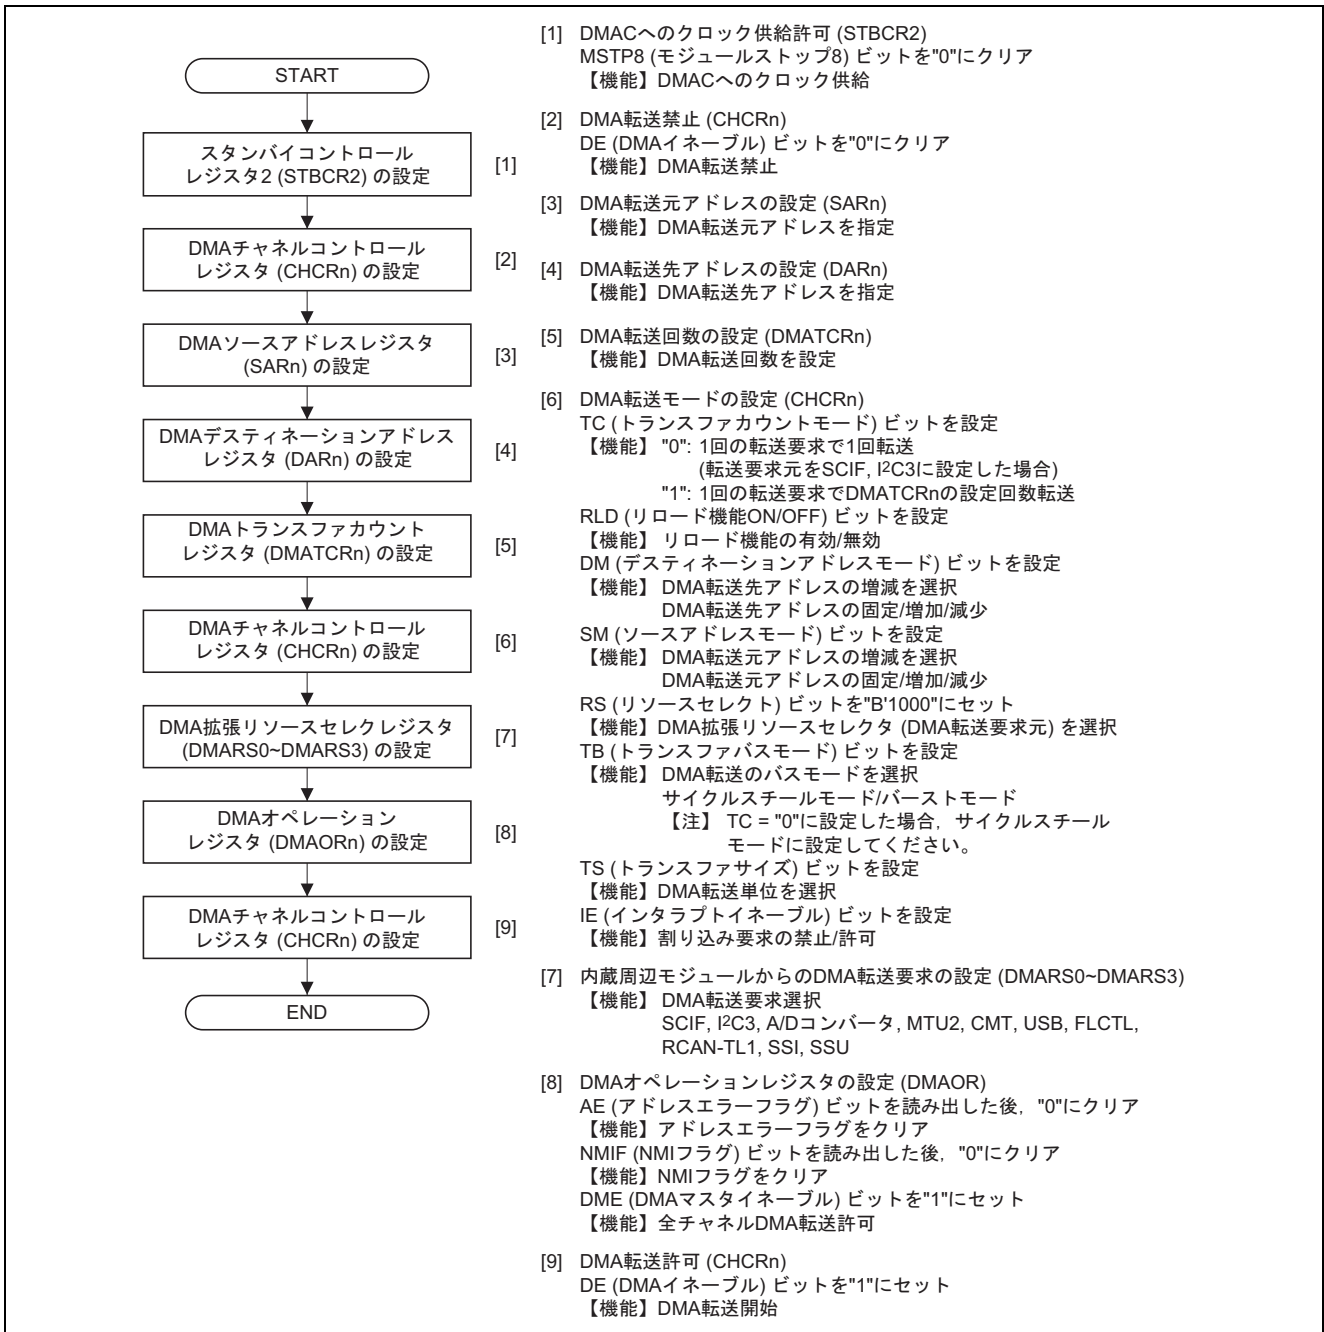 START
スタンバイコントロール
レジスタ2 (STBCR2) の設定
[1]
DMAチャネルコントロール
レジスタ (CHCRn) の設定
[2]
DMAソースアドレスレジスタ
(SARn) の設定
[3]
DMAデスティネーションアドレス
レジスタ (DARn) の設定
[4]
DMAトランスファカウント
レジスタ (DMATCRn) の設定
[5]
DMAチャネルコントロール
レジスタ (CHCRn) の設定
[6]
DMA拡張リソースセレクレジスタ
(DMARS0~DMARS3) の設定
[7]
DMAオペレーション
レジスタ (DMAORn) の設定
[8]
DMAチャネルコントロール
レジスタ (CHCRn) の設定
[9]
END
[1] DMACへのクロック供給許可 (STBCR2)
MSTP8 (モジュールストップ8) ビットを"0"にクリア
【機能】DMACへのクロック供給
[2] DMA転送禁止 (CHCRn)
DE (DMAイネーブル) ビットを"0"にクリア
【機能】DMA転送禁止
[3] DMA転送元アドレスの設定 (SARn)
【機能】DMA転送元アドレスを指定
[4] DMA転送先アドレスの設定 (DARn)
【機能】DMA転送先アドレスを指定
[5] DMA転送回数の設定 (DMATCRn)
【機能】DMA転送回数を設定
[6] DMA転送モードの設定 (CHCRn)
TC (トランスファカウントモード) ビットを設定
【機能】 "0": 1回の転送要求で1回転送
(転送要求元をSCIF, I2C3に設定した場合)
"1": 1回の転送要求でDMATCRnの設定回数転送
RLD (リロード機能ON/OFF) ビットを設定
【機能】 リロード機能の有効/無効
DM (デスティネーションアドレスモード) ビットを設定
【機能】 DMA転送先アドレスの増減を選択
DMA転送先アドレスの固定/増加/減少
SM (ソースアドレスモード) ビットを設定
【機能】 DMA転送元アドレスの増減を選択
DMA転送元アドレスの固定/増加/減少
RS (リソースセレクト) ビットを"B'1000"にセット
【機能】DMA拡張リソースセレクタ (DMA転送要求元) を選択
TB (トランスファバスモード) ビットを設定
【機能】 DMA転送のバスモードを選択
サイクルスチールモード/バーストモード
【注】 TC = "0"に設定した場合，サイクルスチール
モードに設定してください。
TS (トランスファサイズ) ビットを設定
【機能】DMA転送単位を選択
IE (インタラプトイネーブル) ビットを設定
【機能】割り込み要求の禁止/許可
[7] 内蔵周辺モジュールからのDMA転送要求の設定 (DMARS0~DMARS3)
【機能】 DMA転送要求選択
SCIF, I2C3, A/Dコンバータ, MTU2, CMT, USB, FLCTL,
RCAN-TL1, SSI, SSU
[8] DMAオペレーションレジスタの設定 (DMAOR)
AE (アドレスエラーフラグ) ビットを読み出した後，"0"にクリア
【機能】アドレスエラーフラグをクリア
NMIF (NMIフラグ) ビットを読み出した後，"0"にクリア
【機能】NMIフラグをクリア
DME (DMAマスタイネーブル) ビットを"1"にセット
【機能】全チャネルDMA転送許可
[9] DMA転送許可 (CHCRn)
DE (DMAイネーブル) ビットを"1"にセット
【機能】DMA転送開始